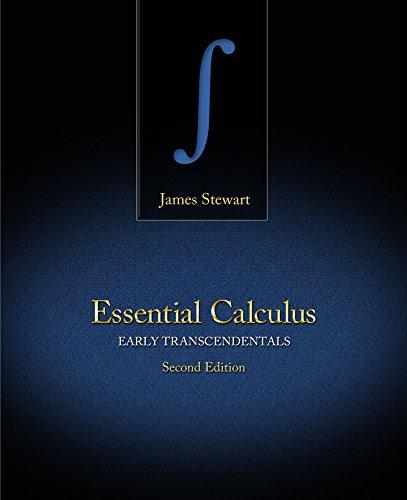 ∫
James Stewart
Essential Calculus
EARLY TRANSCENDENTALS
Second Edition